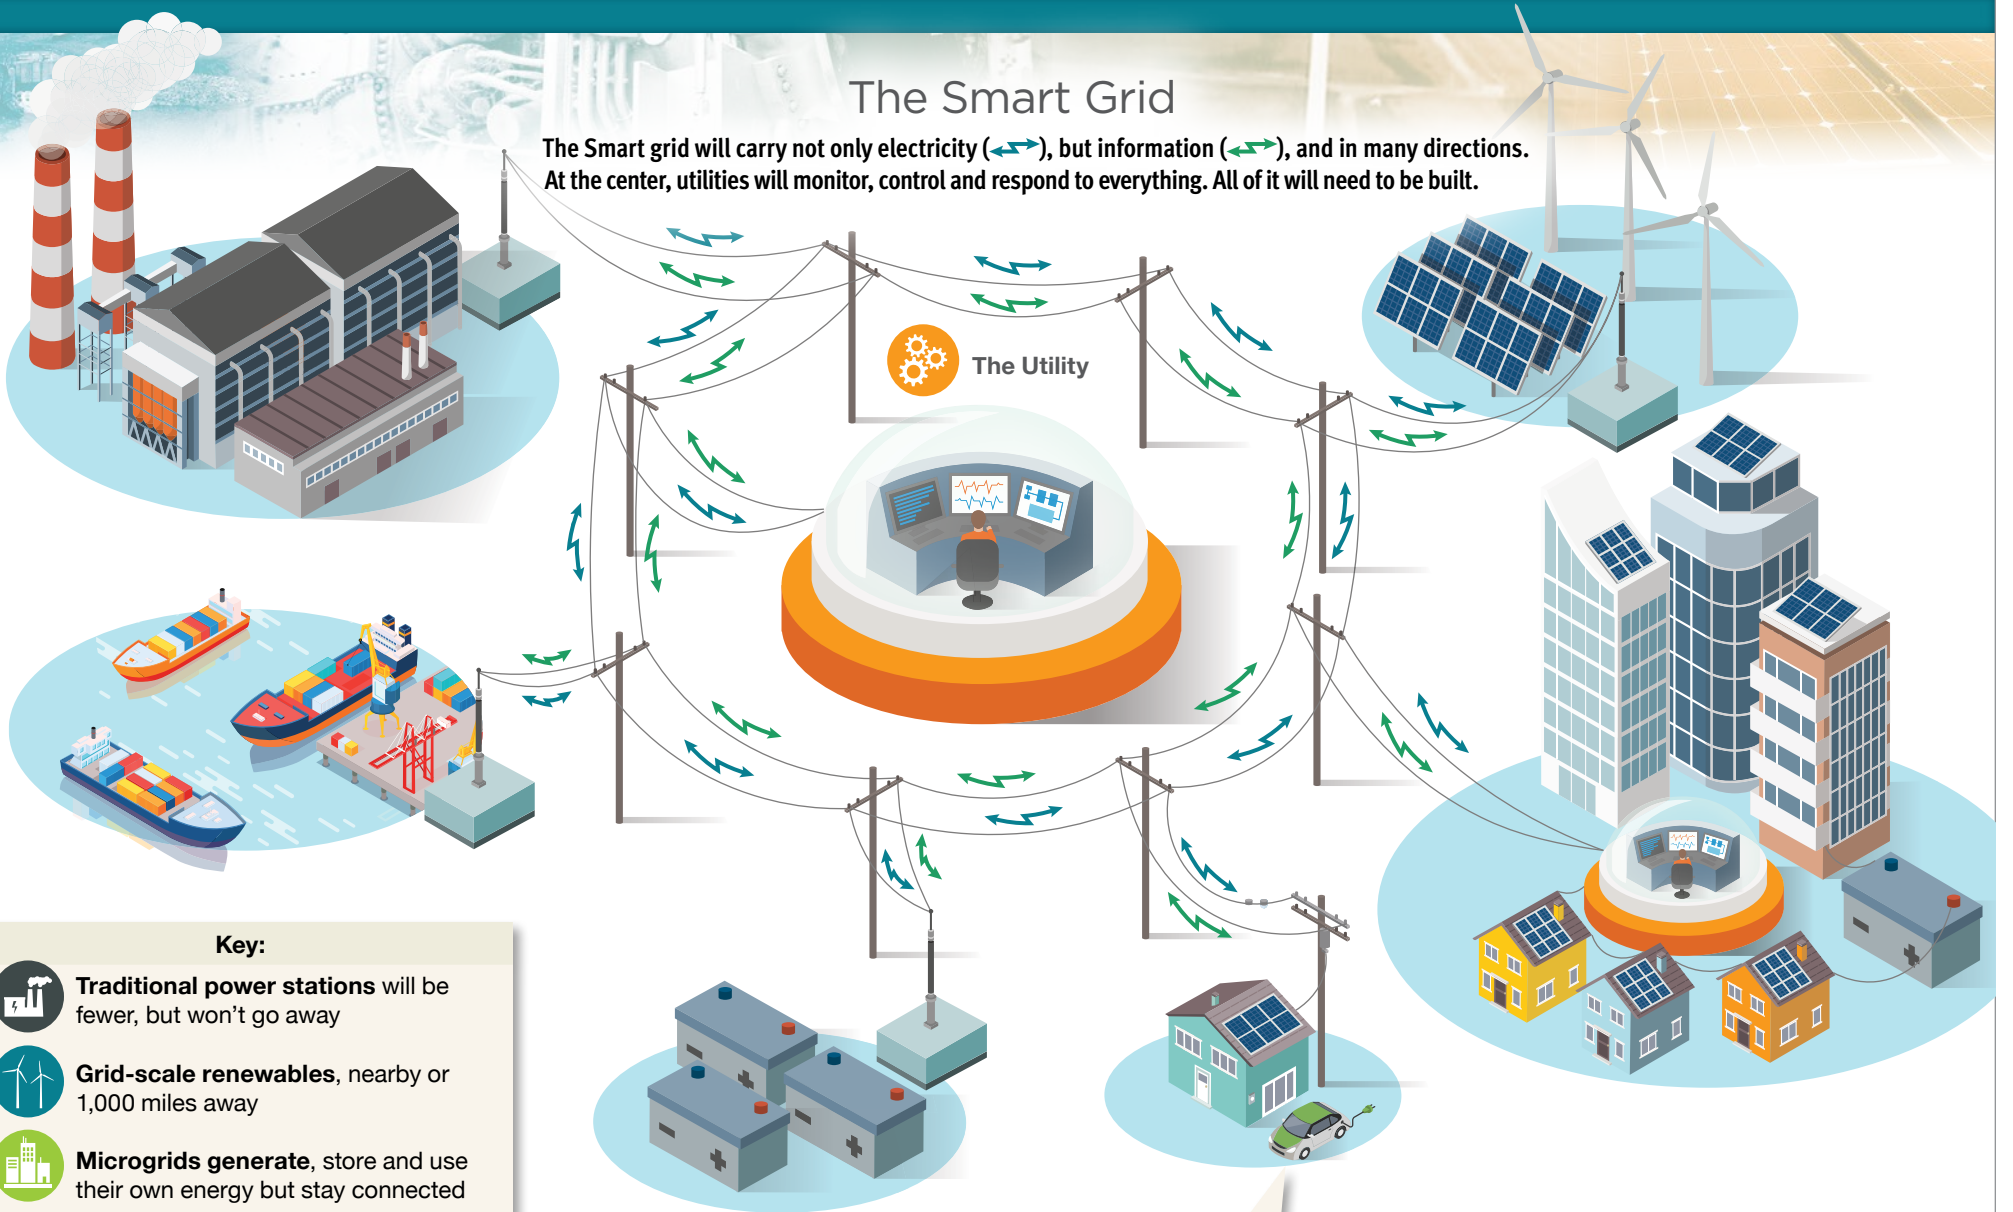 The Smart Grid
The Smart grid will carry not only electricity (), but information (), and in many directions.
At the center, utilities will monitor, control and respond to everything. All of it will need to be built.
The Utility
Key:
Traditional power stations will be
fewer, but won’t go away
Grid-scale renewables, nearby or
1,000 miles away
Microgrids generate, store and use
their own energy but stay connected